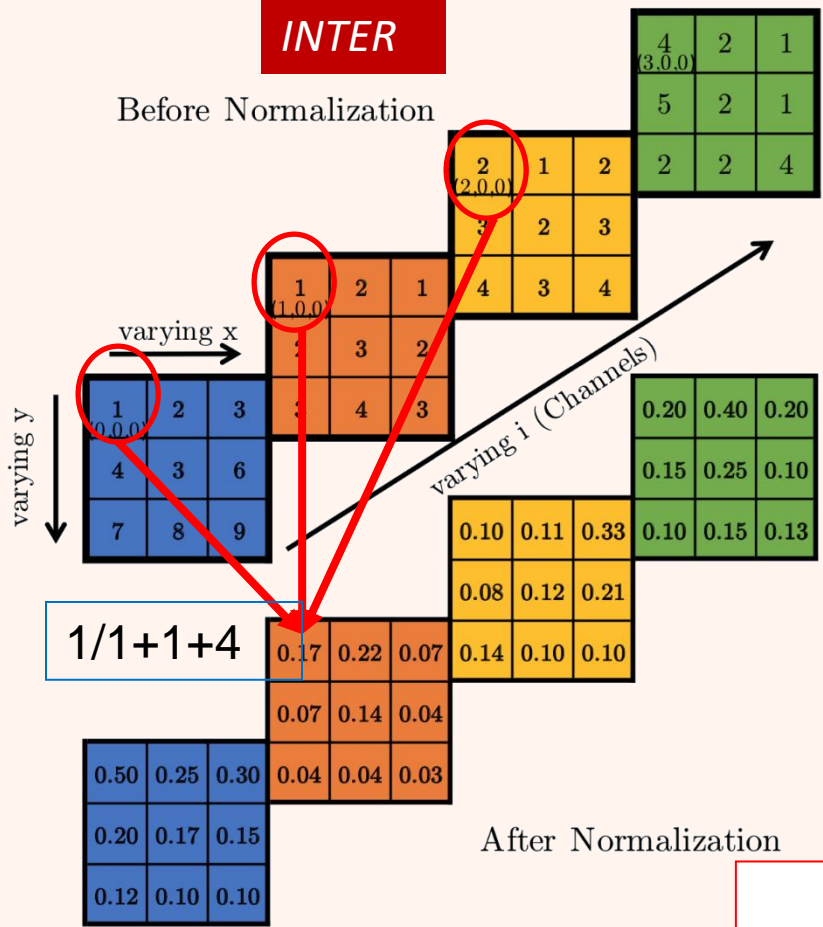 INTER
Before Normalization
4 2 1
(3,0,0)
5 2 1
2 2 4
2 1 2
(2,0,0)
3 2 3
4 3 4
1 2 1
(1,0,0)
2 3 2
3 4 3
varying x
varying y
1 2 3
(0,0,0)
4 3 6
7 8 9
varying i (Channels)
0.20 0.40 0.20
0.15 0.25 0.10
0.10 0.15 0.13
0.10 0.11 0.33
0.08 0.12 0.21
0.14 0.10 0.10
1/1+1+4
0.17 0.22 0.07
0.07 0.14 0.04
0.04 0.04 0.03
0.50 0.25 0.30
0.20 0.17 0.15
0.12 0.10 0.10
After Normalization